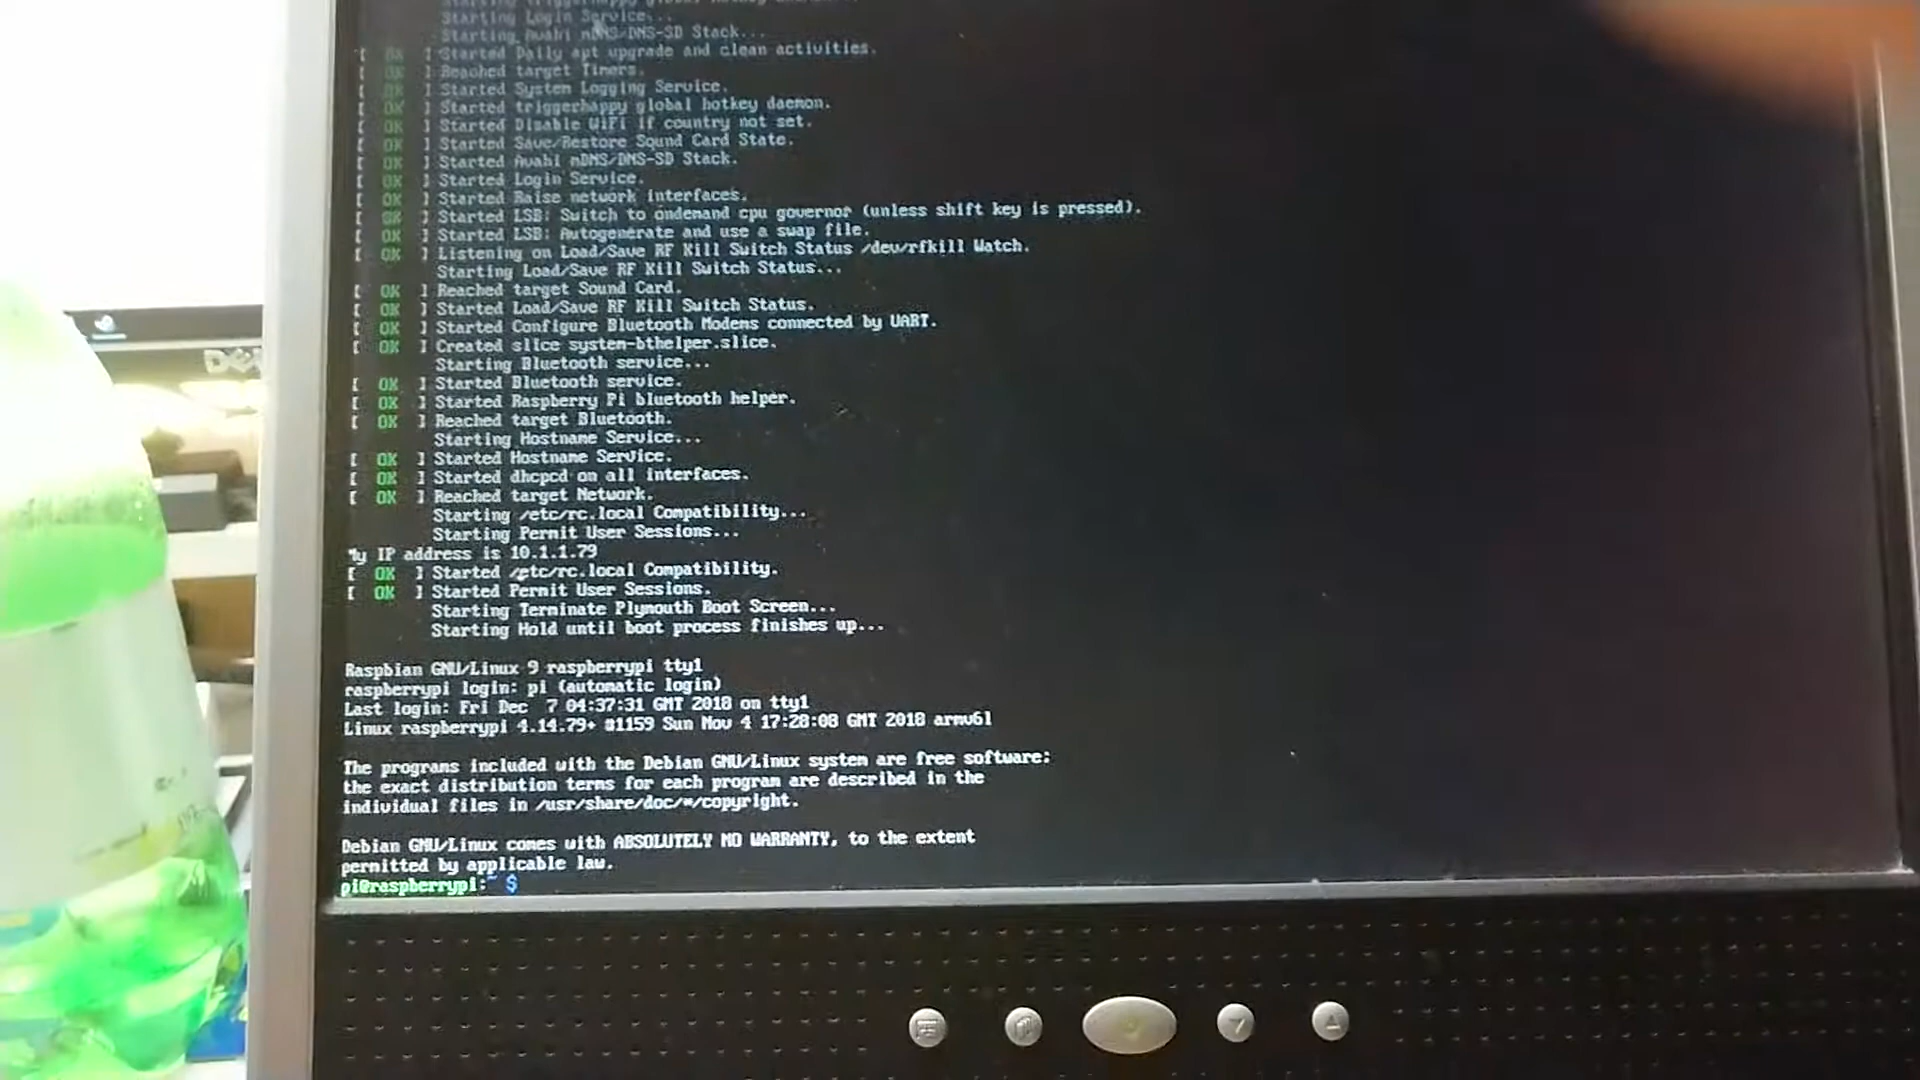 Starting triggerhappy global hotkey daemon...
Starting Login Service...
Starting Avahi mDNS/DNS-SD Stack...
[ OK ] Started Daily apt upgrade and clean activities.
[ OK ] Reached target Timers.
[ OK ] Started System Logging Service.
[ OK ] Started triggerhappy global hotkey daemon.
[ OK ] Started Disable WiFi if country not set.
[ OK ] Started Save/Restore Sound Card State.
[ OK ] Started Avahi mDNS/DNS-SD Stack.
[ OK ] Started Login Service.
[ OK ] Started Raise network interfaces.
[ OK ] Started LSB: Switch to ondemand cpu governor (unless shift key is pressed).
[ OK ] Started LSB: Autogenerate and use a swap file.
[ OK ] Listening on Load/Save RF Kill Switch Status /dev/rfkill Watch.
Starting Load/Save RF Kill Switch Status...
[ OK ] Reached target Sound Card.
[ OK ] Started Load/Save RF Kill Switch Status.
[ OK ] Started Configure Bluetooth Modems connected by UART.
[ OK ] Created slice system-bthelper.slice.
Starting Bluetooth service...
[ OK ] Started Bluetooth service.
[ OK ] Started Raspberry Pi bluetooth helper.
[ OK ] Reached target Bluetooth.
Starting Hostname Service...
[ OK ] Started Hostname Service.
[ OK ] Started dhcpcd on all interfaces.
[ OK ] Reached target Network.
Starting /etc/rc.local Compatibility...
Starting Permit User Sessions...
My IP address is 10.1.1.79
[ OK ] Started /etc/rc.local Compatibility.
[ OK ] Started Permit User Sessions.
Starting Terminate Plymouth Boot Screen...
Starting Hold until boot process finishes up...
Raspbian GNU/Linux 9 raspberrypi tty1
raspberrypi login: pi (automatic login)
Last login: Fri Dec 7 04:37:31 GMT 2018 on tty1
Linux raspberrypi 4.14.79+ #1159 Sun Nov 4 17:28:08 GMT 2018 armv6l
The programs included with the Debian GNU/Linux system are free software;
the exact distribution terms for each program are described in the
individual files in /usr/share/doc/*/copyright.
Debian GNU/Linux comes with ABSOLUTELY NO WARRANTY, to the extent
permitted by applicable law.
pi@raspberrypi:~ $